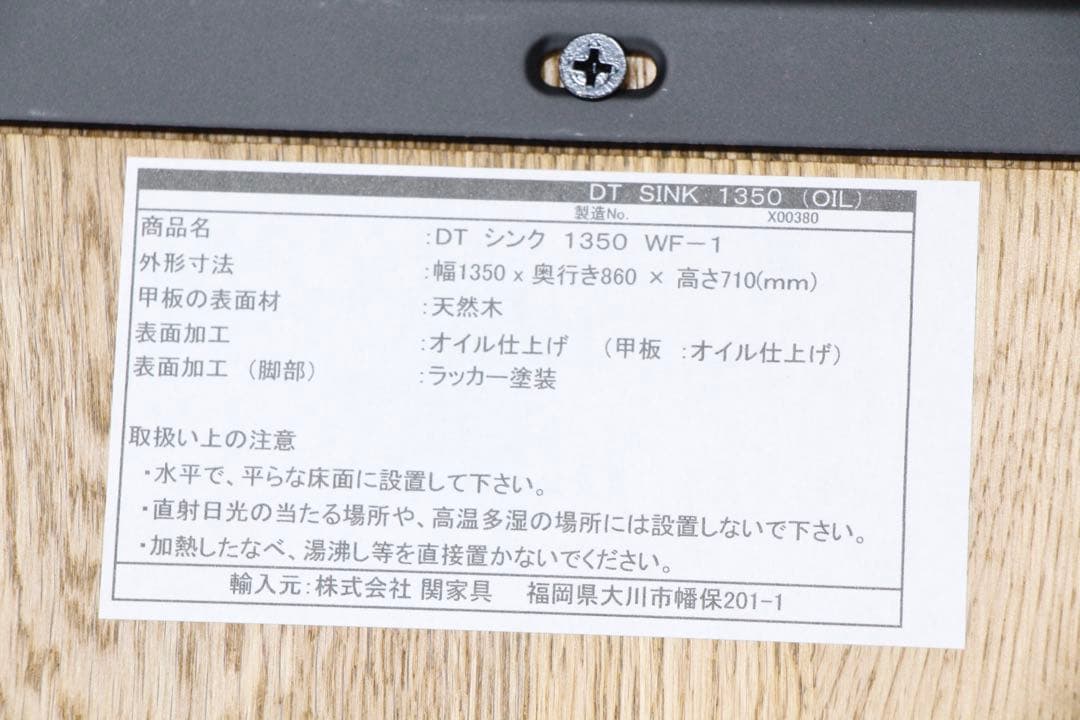 DT SINK 1350 (OIL)
製造No. X00380
商品名 :DT シンク 1350 WF-1
外形寸法 :幅1350 x 奥行き860 × 高さ710(mm)
甲板の表面材 :天然木
表面加工 :オイル仕上げ (甲板 :オイル仕上げ)
表面加工 (脚部) :ラッカー塗装
取扱い上の注意
・水平で、平らな床面に設置して下さい。
・直射日光の当たる場所や、高温多湿の場所には設置しないで下さい。
・加熱したなべ、湯沸し等を直接置かないでください。
輸入元:株式会社 関家具 福岡県大川市幡保201-1